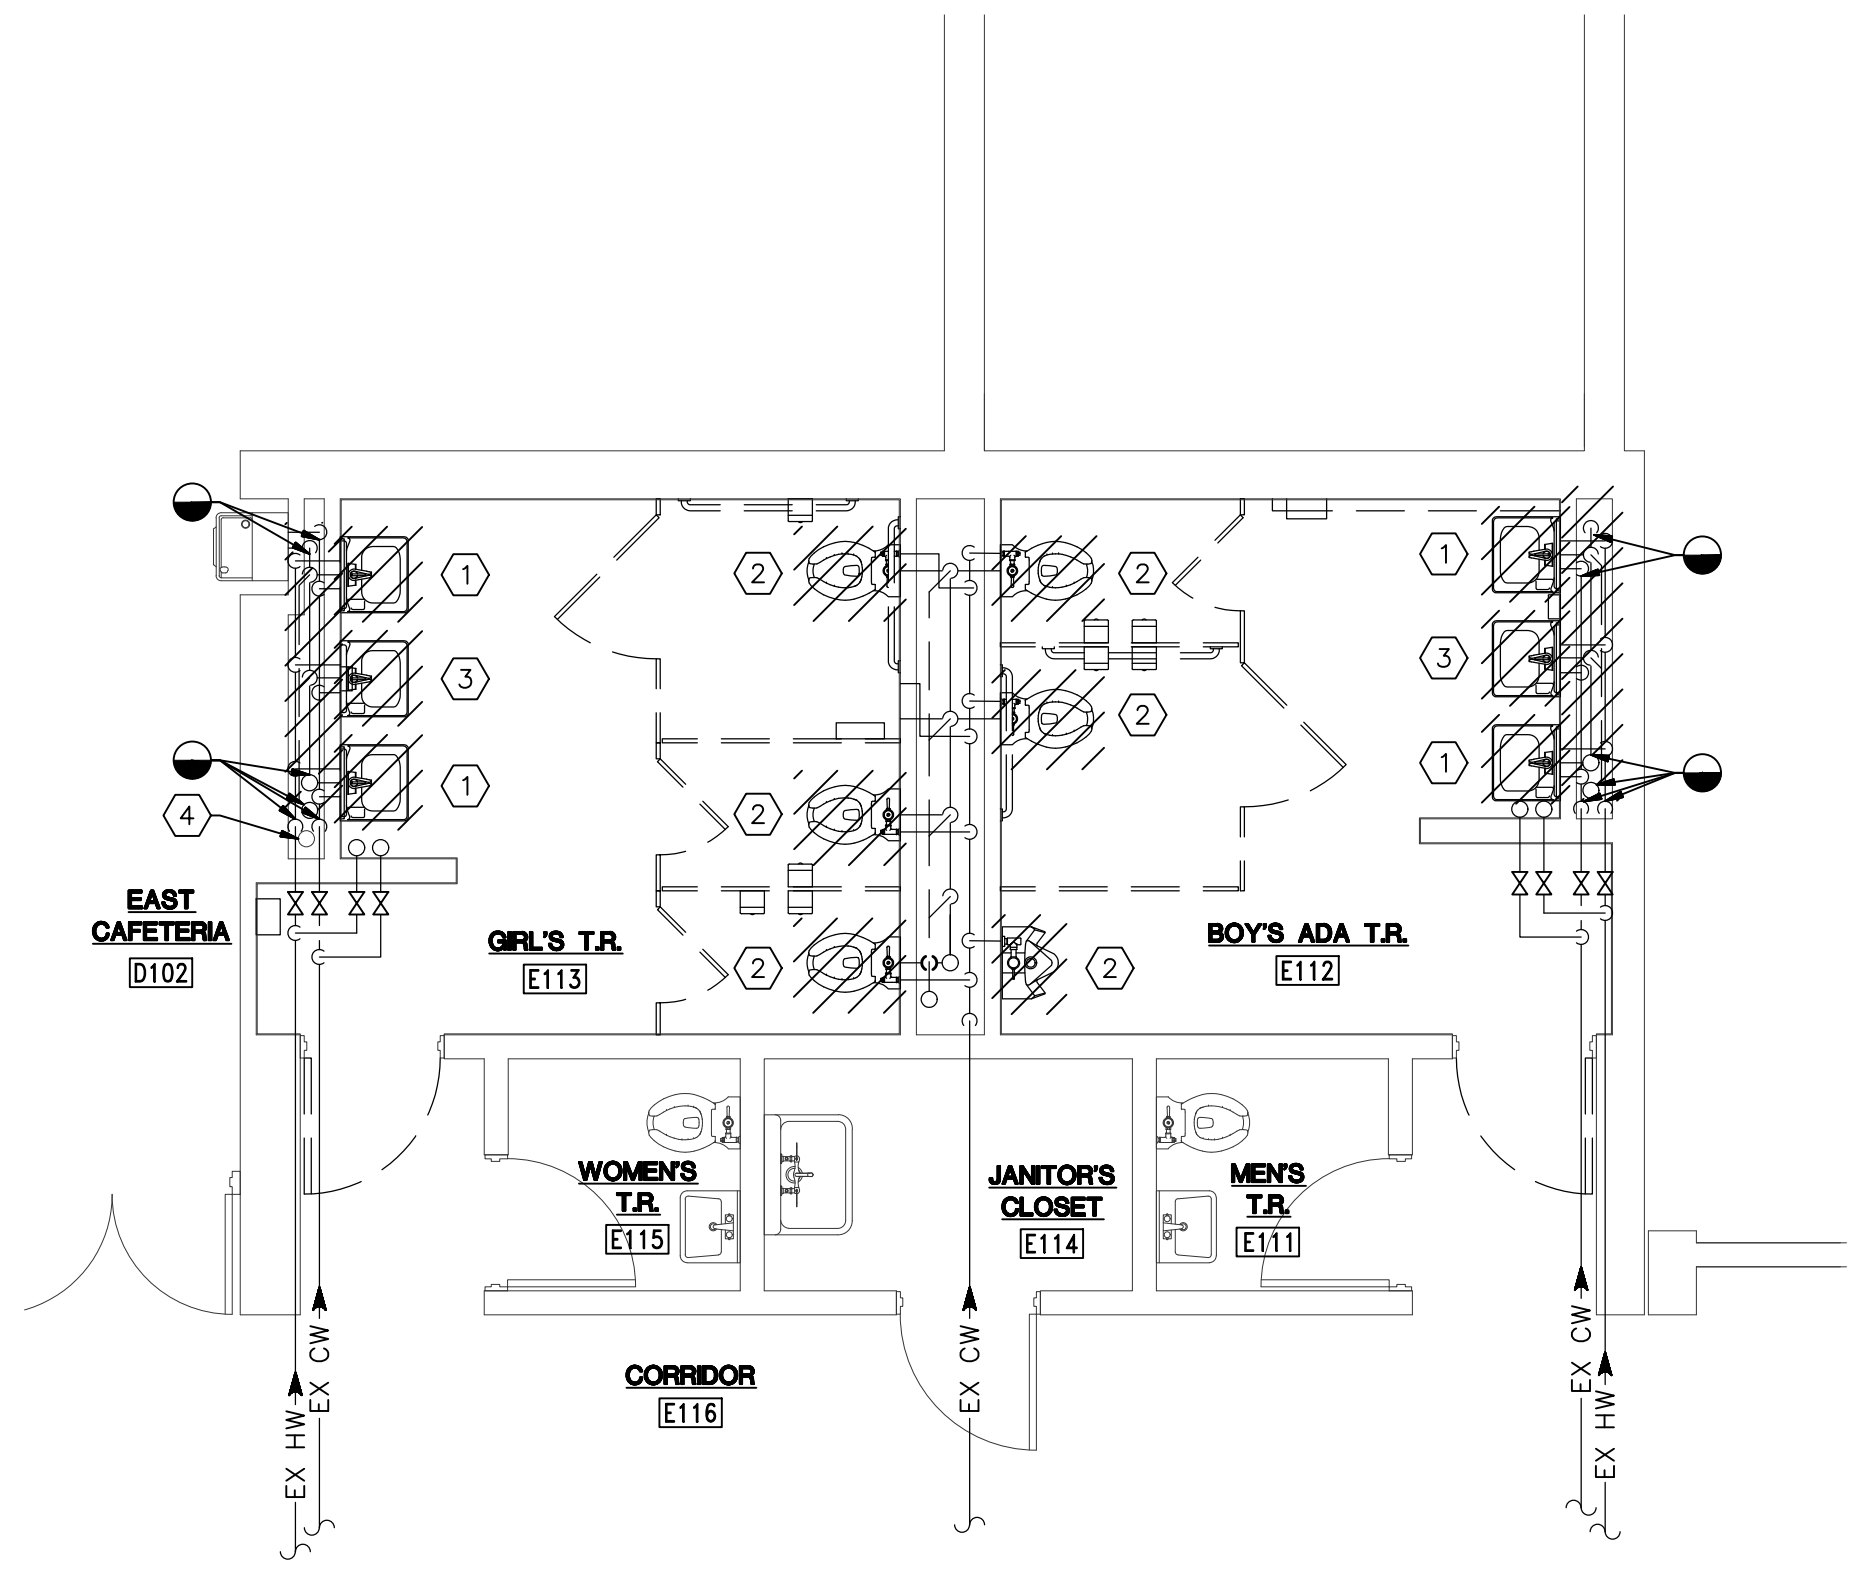 1
2
2
1
3
3
2
1
1
2
4
2
EAST
CAFETERIA
D102
GIRL'S T.R.
E113
2
2
BOY'S ADA T.R.
E112
WOMEN'S
T.R.
E115
JANITOR'S
CLOSET
E114
MEN'S
T.R.
E111
CORRIDOR
E116
EX HW
EX CW
EX CW
EX CW
EX HW